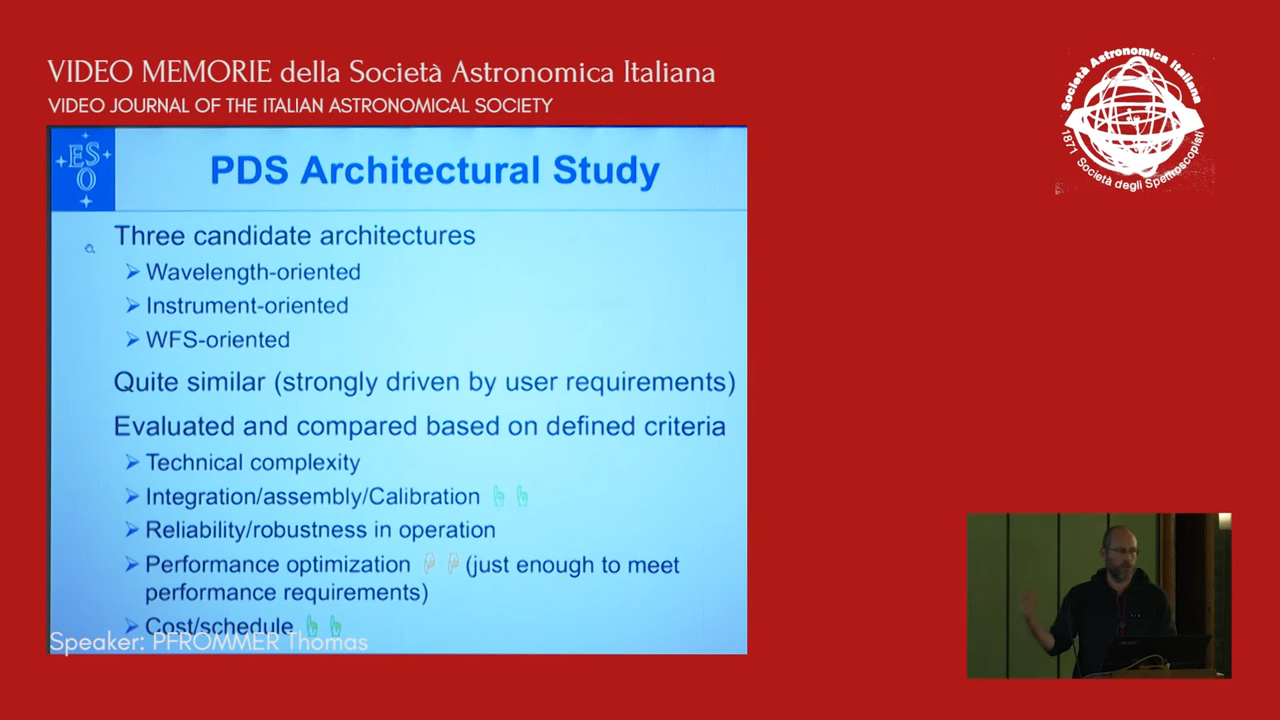 VIDEO MEMORIE della Società Astronomica Italiana
VIDEO JOURNAL OF THE ITALIAN ASTRONOMICAL SOCIETY
Società Astronomica Italiana
1871 Società degli Spettroscopisti
ESO
PDS Architectural Study
Three candidate architectures
Wavelength-oriented
Instrument-oriented
WFS-oriented
Quite similar (strongly driven by user requirements)
Evaluated and compared based on defined criteria
Technical complexity
Integration/assembly/Calibration
Reliability/robustness in operation
Performance optimization (just enough to meet
performance requirements)
Cost/schedule
Speaker: PFROMMER Thomas